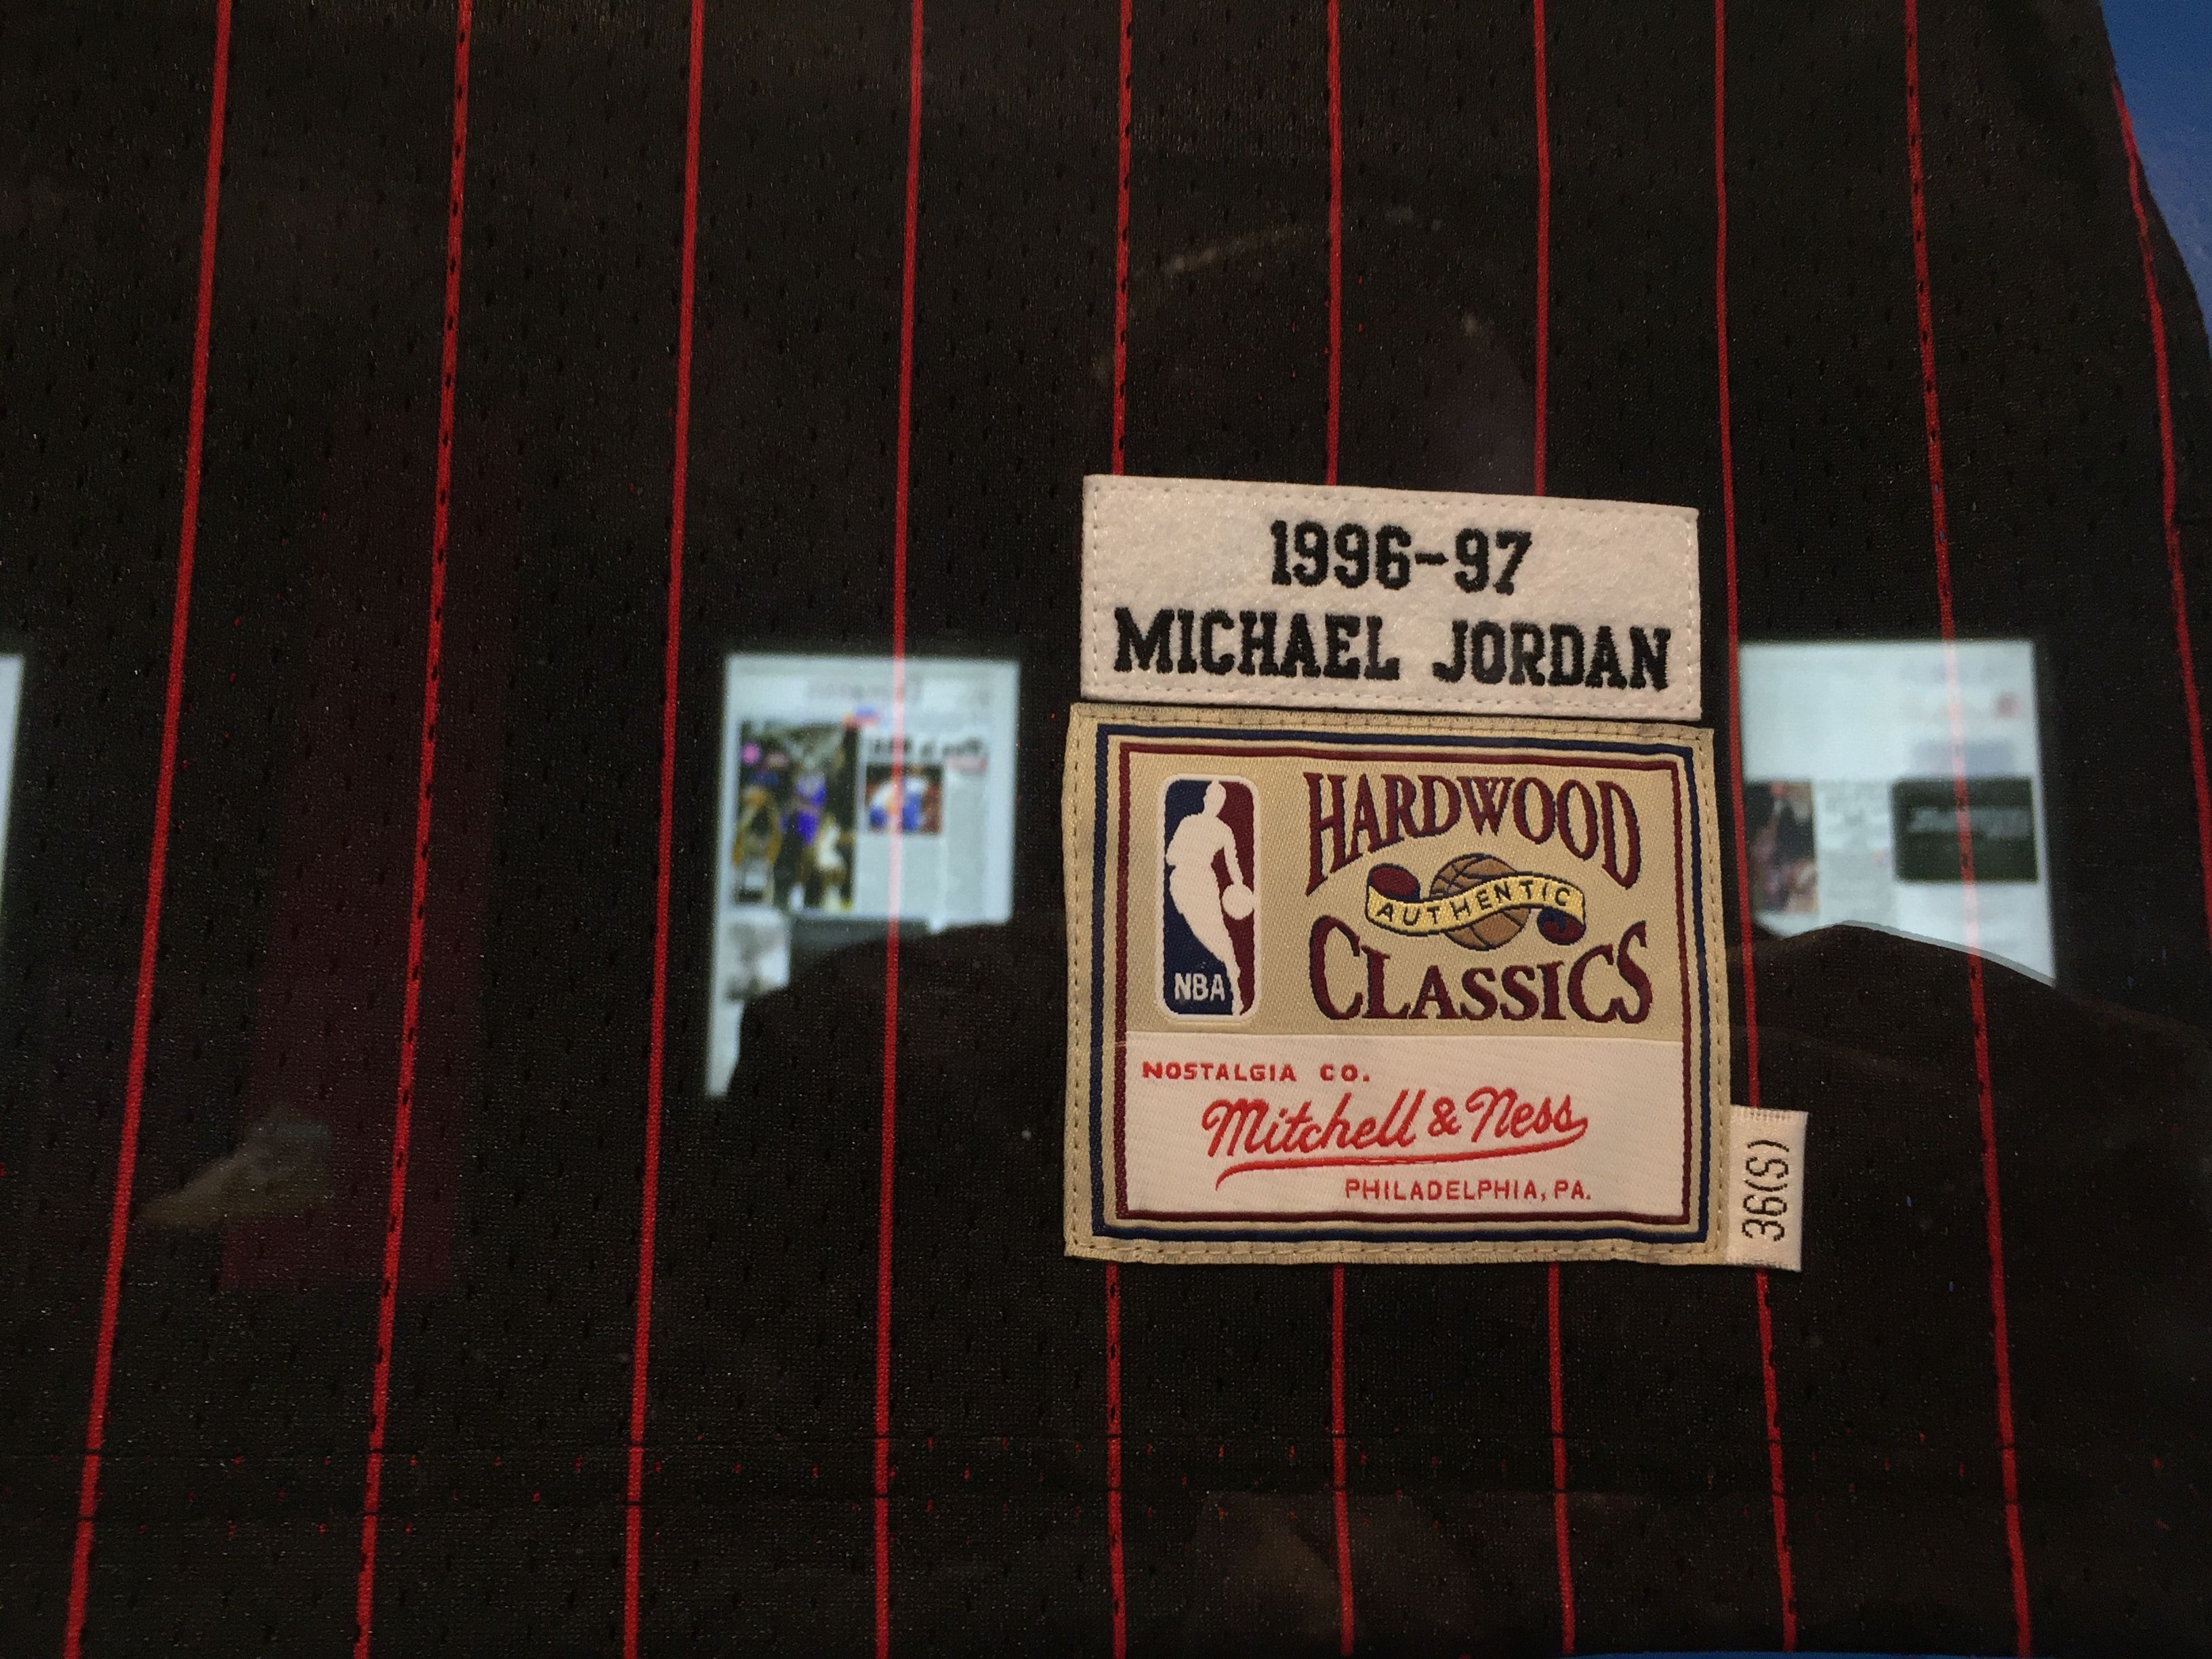 1996-97
MICHAEL JORDAN
HARDWOOD
AUTHENTIC
CLASSICS
NBA
NOSTALGIA CO.
Mitchell & Ness
PHILADELPHIA, PA.
36(S)